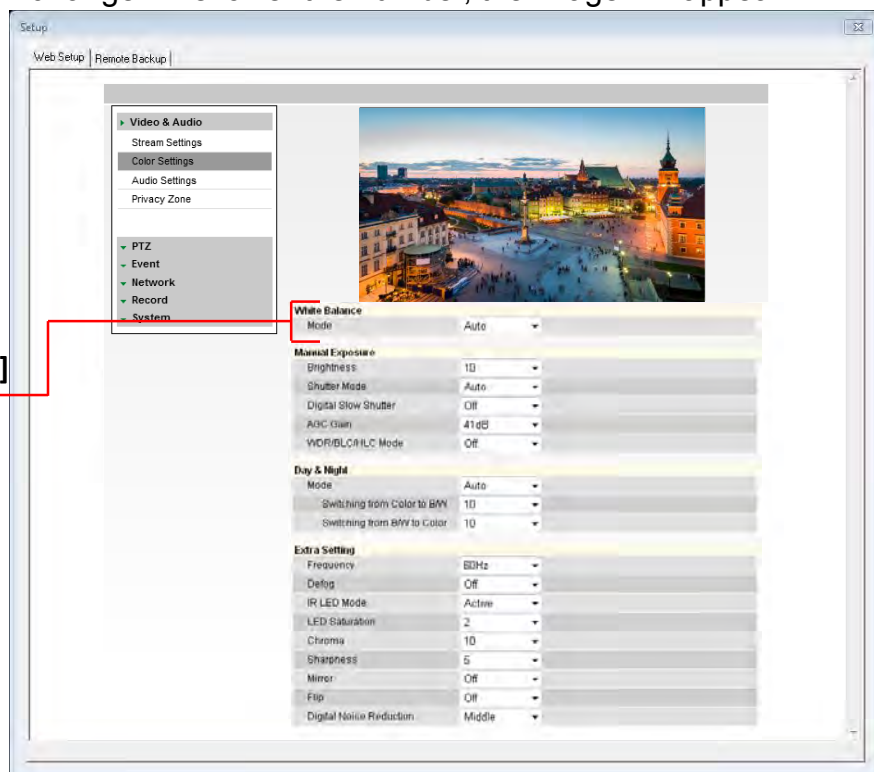 Setup
Web Setup Remote Backup
Video & Audio
Stream Settings
Color Settings
Audio Settings
Privacy Zone
PTZ
Event
Network
Record
System
]
White Balance
Mode Auto
Manual Exposure
Brightness 10
Shutter Mode Auto
Digital Slow Shutter Off
AGC Gain 41dB
WDR/BLC/HLC Mode Off
Day & Night
Mode Auto
Switching from Color to B/W 10
Switching from B/W to Color 10
Extra Setting
Frequency 60Hz
Defog Off
IR LED Mode Active
LED Saturation 2
Chroma 10
Sharpness 5
Mirror Off
Flip Off
Digital Noise Reduction Middle